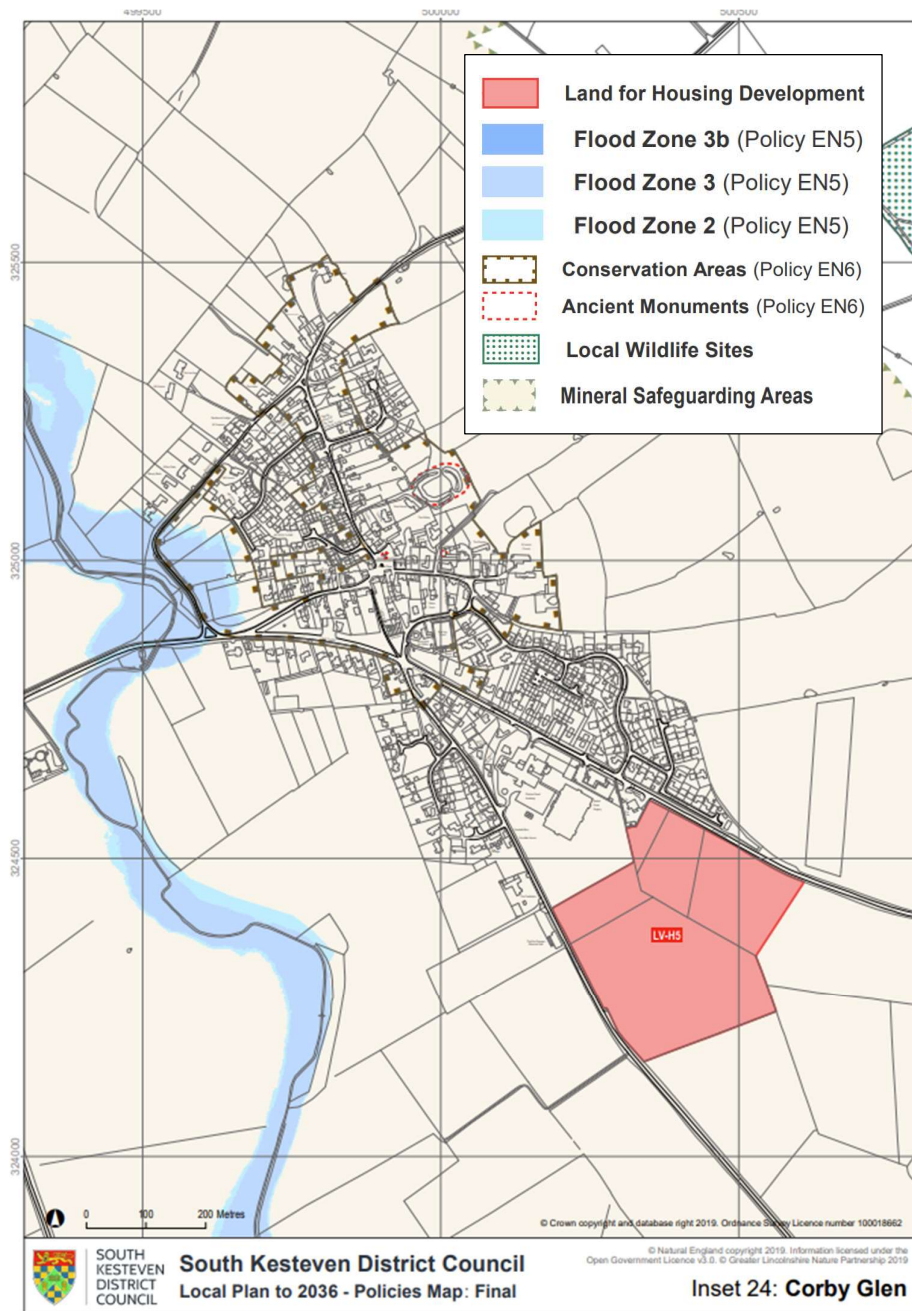 499500
500000
500500
Land for Housing Development
Flood Zone 3b (Policy EN5)
Flood Zone 3 (Policy EN5)
Flood Zone 2 (Policy EN5)
Conservation Areas (Policy EN6)
Ancient Monuments (Policy EN6)
Local Wildlife Sites
Mineral Safeguarding Areas
325500
325000
324500
LV-H5
324000
0 100 200 Metres
© Crown copyright and database right 2019. Ordnance Survey Licence number 100018662
SOUTH
KESTEVEN
DISTRICT
COUNCIL
South Kesteven District Council
Local Plan to 2036 - Policies Map: Final
© Natural England copyright 2019. Information licensed under the
Open Government Licence v3.0. © Greater Lincolnshire Nature Partnership 2019
Inset 24: Corby Glen